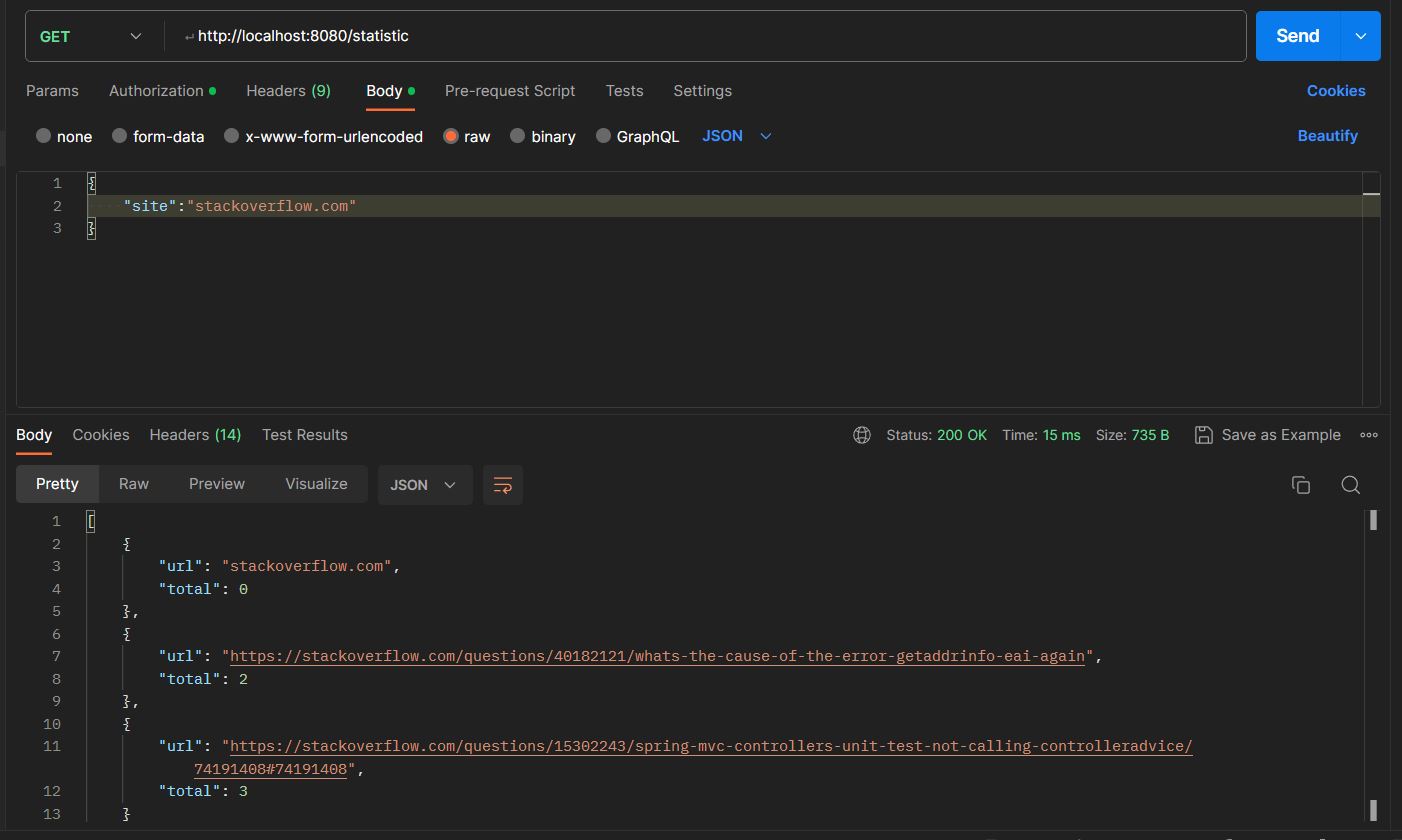 GET http://localhost:8080/statistic Send
Params Authorization Headers (9) Body Pre-request Script Tests Settings Cookies
none form-data x-www-form-urlencoded raw binary GraphQL JSON Beautify
1 {
2 "site":"stackoverflow.com"
3 }
Body Cookies Headers (14) Test Results Status: 200 OK Time: 15 ms Size: 735 B Save as Example
Pretty Raw Preview Visualize JSON
1 [
2 {
3 "url": "stackoverflow.com",
4 "total": 0
5 },
6 {
7 "url": "https://stackoverflow.com/questions/40182121/whats-the-cause-of-the-error-getaddrinfo-eai-again",
8 "total": 2
9 },
10 {
11 "url": "https://stackoverflow.com/questions/15302243/spring-mvc-controllers-unit-test-not-calling-controlleradvice/
74191408#74191408",
12 "total": 3
13 }